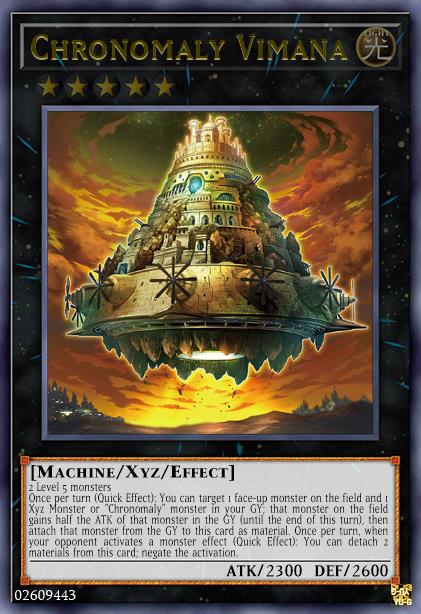 CHRONOMALY VIMANA
LIGHT
光
[MACHINE/XYZ/EFFECT]
2 Level 5 monsters
Once per turn (Quick Effect): You can target 1 face-up monster on the field and 1
Xyz Monster or "Chronomaly" monster in your GY; that monster on the field
gains half the ATK of that monster in the GY (until the end of this turn), then
attach that monster from the GY to this card as material. Once per turn, when
your opponent activates a monster effect (Quick Effect): You can detach 2
materials from this card; negate the activation.
ATK/2300 DEF/2600
02609443